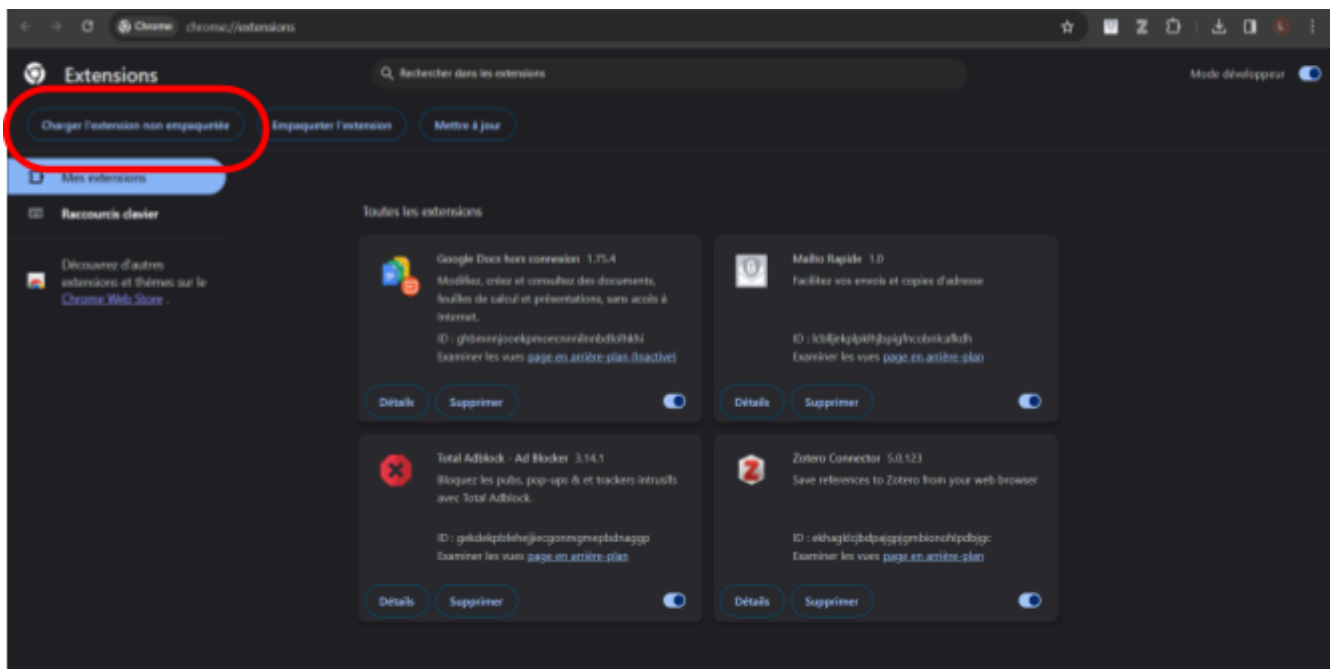 Chrome chrome://extensions
Extensions
Rechercher dans les extensions
Mode développeur
Charger l'extension non empaquetée
Empaqueter l'extension
Mettre à jour
Mes extensions
Raccourcis clavier
Découvrez d'autres
extensions et thèmes sur le
Chrome Web Store .
Toutes les extensions
Google Docs hors connexion 1.75.4
Modifiez, créez et consultez des documents,
feuilles de calcul et présentations, sans accès à
Internet.
ID :
Examiner les vues page en arrière-plan (Inactive)
Détails
Supprimer
Mailto Rapide 1.0
Facilitez vos envois et copies d'adresse
ID :
Examiner les vues page en arrière-plan
Détails
Supprimer
Total Adblock - Ad Blocker 3.14.1
Bloquez les pubs, pop-ups & et trackers intrusifs
avec Total Adblock.
ID :
Examiner les vues page en arrière-plan
Détails
Supprimer
Zotero Connector 5.0.123
Save references to Zotero from your web browser
ID :
Examiner les vues page en arrière-plan
Détails
Supprimer